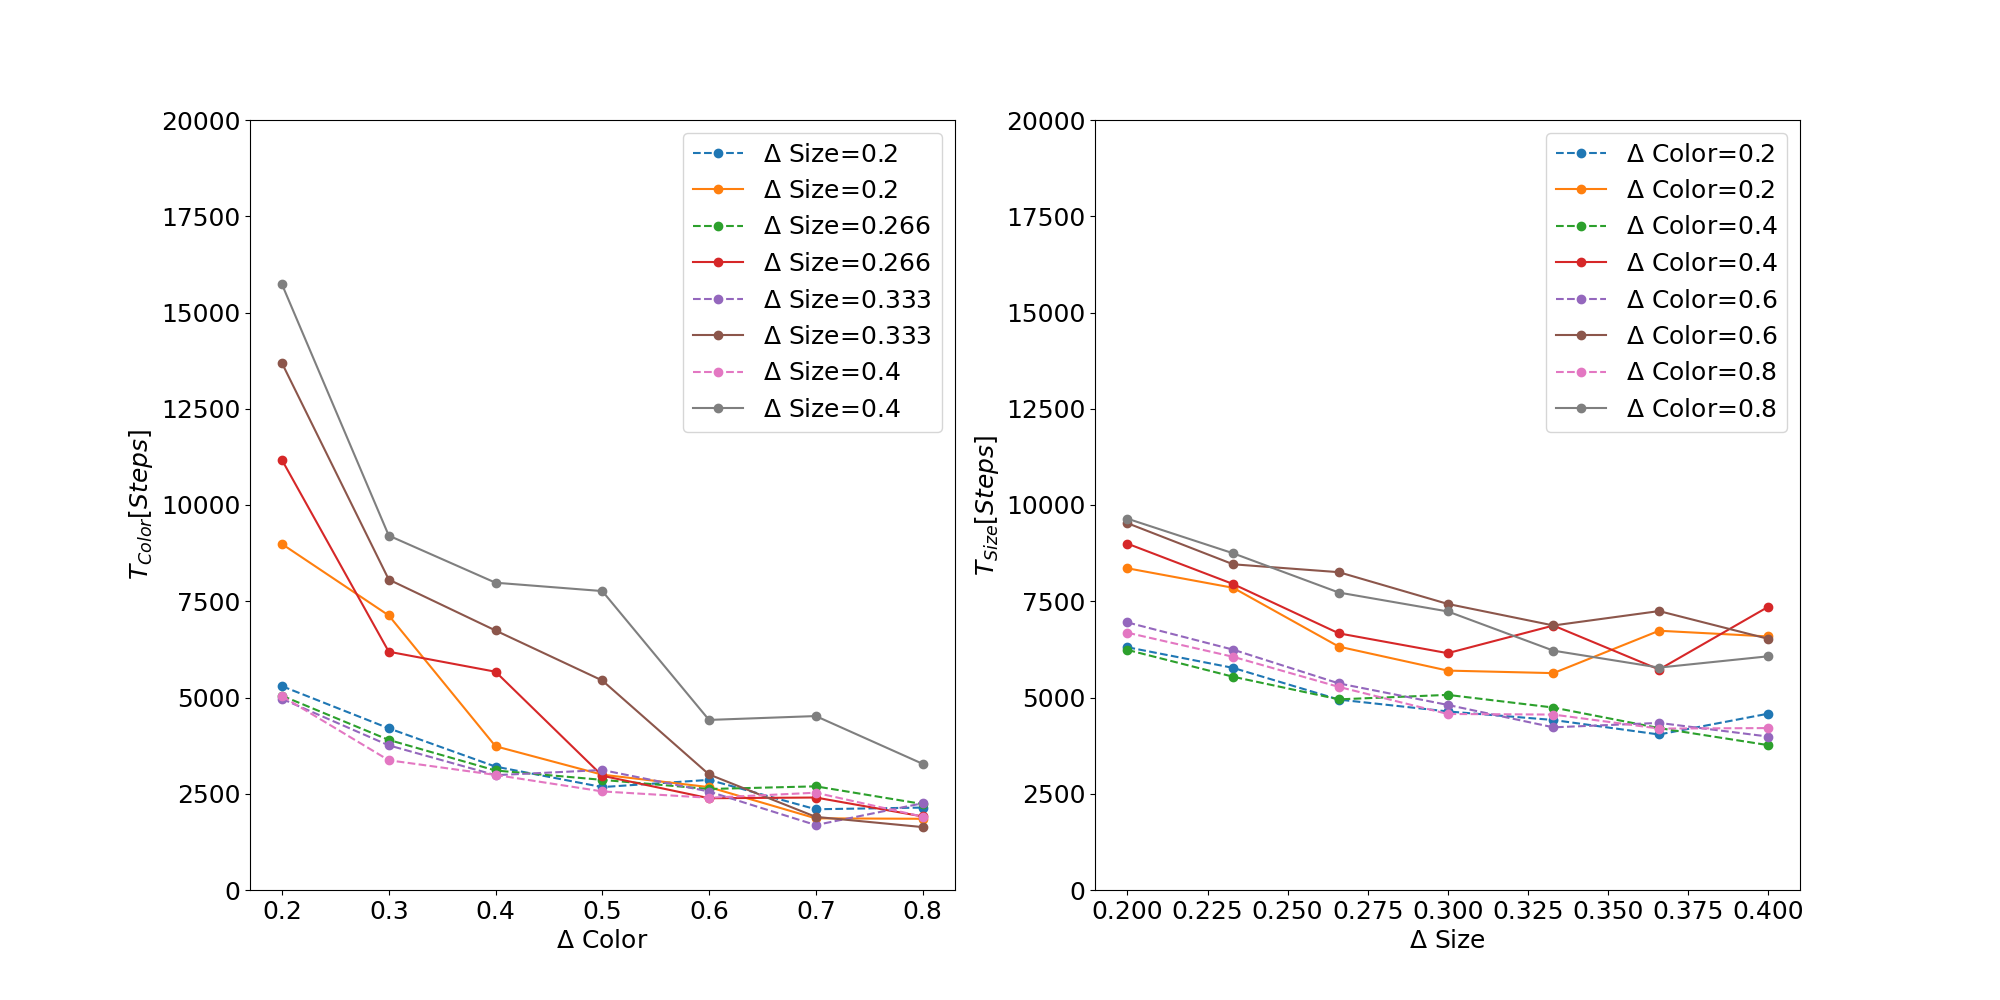 20000
17500
15000
12500
10000
7500
5000
2500
0
T_Color[Steps]
0.2 0.3 0.4 0.5 0.6 0.7 0.8
Δ Color
Δ Size=0.2
Δ Size=0.2
Δ Size=0.266
Δ Size=0.266
Δ Size=0.333
Δ Size=0.333
Δ Size=0.4
Δ Size=0.4
20000
17500
15000
12500
10000
7500
5000
2500
0
T_Size[Steps]
0.200 0.225 0.250 0.275 0.300 0.325 0.350 0.375 0.400
Δ Size
Δ Color=0.2
Δ Color=0.2
Δ Color=0.4
Δ Color=0.4
Δ Color=0.6
Δ Color=0.6
Δ Color=0.8
Δ Color=0.8